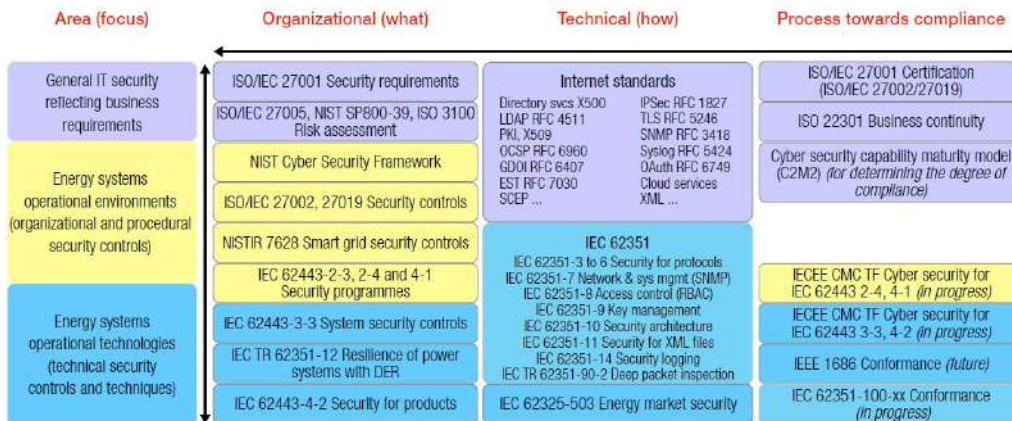 Area (focus)
Organizational (what)
Technical (how)
Process towards compliance
General IT security
reflecting business
requirements
Energy systems
operational environments
(organizational and procedural
security controls)
Energy systems
operational technologies
(technical security
controls and techniques)
ISO/IEC 27001 Security requirements
ISO/IEC 27005, NIST SP800-39, ISO 3100
Risk assessment
NIST Cyber Security Framework
ISO/IEC 27002, 27019 Security controls
NISTIR 7628 Smart grid security controls
IEC 62443-2-3, 2-4 and 4-1
Security programmes
IEC 62443-3-3 System security controls
IEC TR 62351-12 Resilience of power
systems with DER
IEC 62443-4-2 Security for products
Internet standards
Directory svcs X500
LDAP RFC 4511
PKI, X509
OCSP RFC 6960
GDOI RFC 6407
EST RFC 7030
SCEP ...
IPSec RFC 1827
TLS RFC 5246
SNMP RFC 3418
Syslog RFC 5424
OAuth RFC 6749
Cloud services
XML ...
IEC 62351
IEC 62351-3 to 6 Security for protocols
IEC 62351-7 Network & sys mgmt (SNMP)
IEC 62351-8 Access control (RBAC)
IEC 62351-9 Key management
IEC 62351-10 Security architecture
IEC 62351-11 Security for XML files
IEC 62351-14 Security logging
IEC TR 62351-90-2 Deep packet inspection
IEC 62325-503 Energy market security
ISO/IEC 27001 Certification
(ISO/IEC 27002/27019)
ISO 22301 Business continuity
Cyber security capability maturity model
(C2M2) (for determining the degree of
compliance)
IECEE CMC TF Cyber security for
IEC 62443 2-4, 4-1 (in progress)
IECEE CMC TF Cyber security for
IEC 62443 3-3, 4-2 (in progress)
IEEE 1686 Conformance (future)
IEC 62351-100-xx Conformance
(in progress)